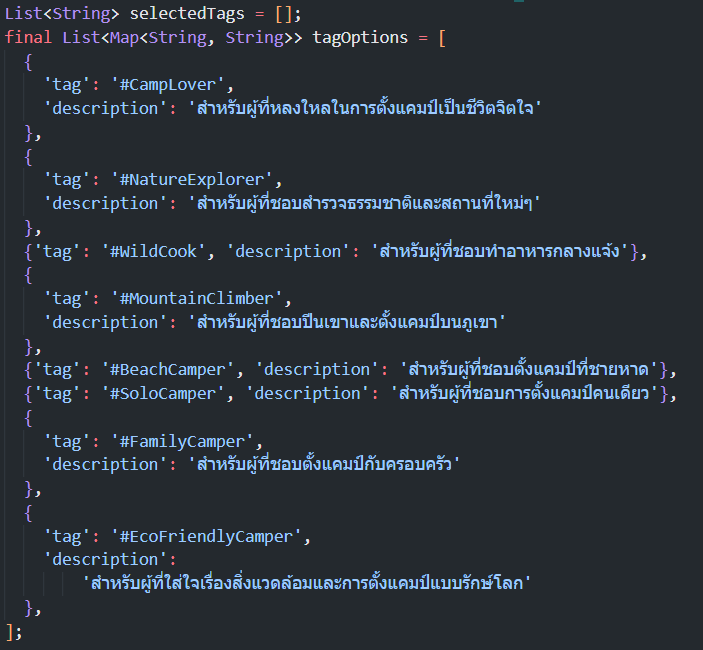 List<String> selectedTags = [];
final List<Map<String, String>> tagOptions = [
  {
    'tag': '#CampLover',
    'description': 'สำหรับผู้ที่หลงใหลในการตั้งแคมป์เป็นชีวิตจิตใจ'
  },
  {
    'tag': '#NatureExplorer',
    'description': 'สำหรับผู้ที่ชอบสำรวจธรรมชาติและสถานที่ใหม่ๆ'
  },
  {'tag': '#WildCook', 'description': 'สำหรับผู้ที่ชอบทำอาหารกลางแจ้ง'},
  {
    'tag': '#MountainClimber',
    'description': 'สำหรับผู้ที่ชอบปีนเขาและตั้งแคมป์บนภูเขา'
  },
  {'tag': '#BeachCamper', 'description': 'สำหรับผู้ที่ชอบตั้งแคมป์ที่ชายหาด'},
  {'tag': '#SoloCamper', 'description': 'สำหรับผู้ที่ชอบการตั้งแคมป์คนเดียว'},
  {
    'tag': '#FamilyCamper',
    'description': 'สำหรับผู้ที่ชอบตั้งแคมป์กับครอบครัว'
  },
  {
    'tag': '#EcoFriendlyCamper',
    'description':
        'สำหรับผู้ที่ใส่ใจเรื่องสิ่งแวดล้อมและการตั้งแคมป์แบบรักษ์โลก'
  },
];